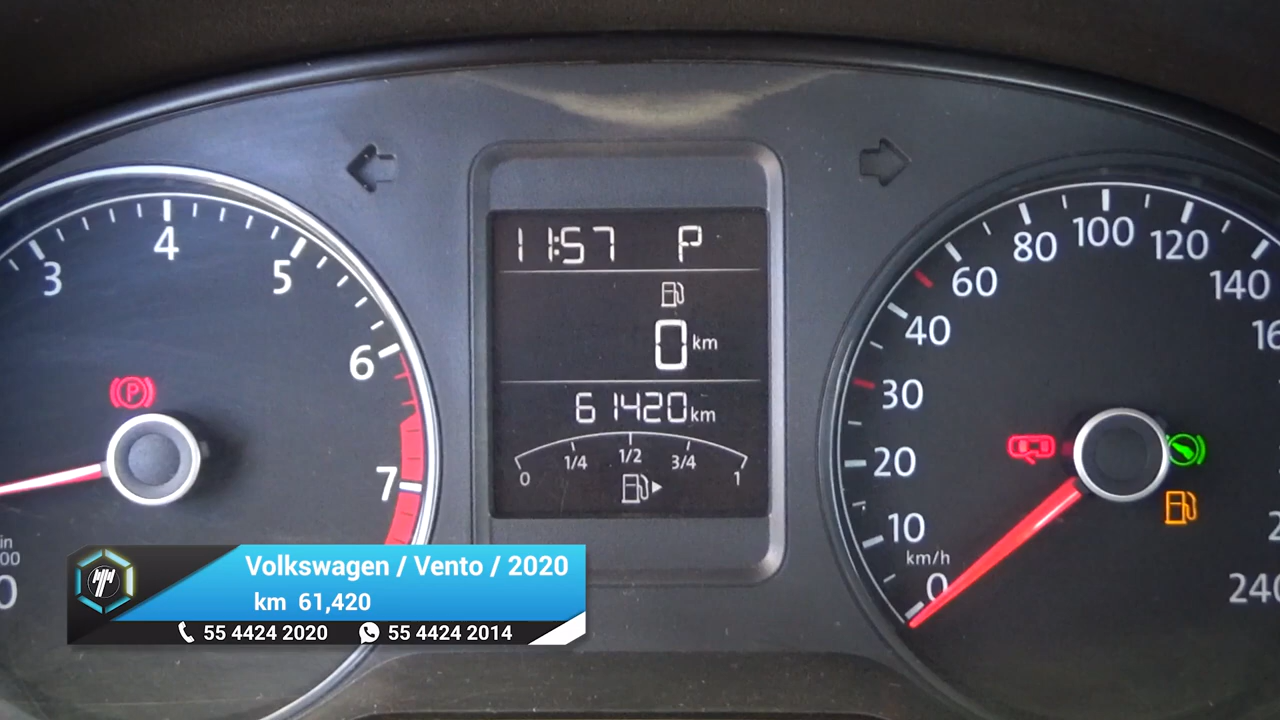 3 4 5 6 7
11:57 P
0 km
61420 km
0 1/4 1/2 3/4 1
0 10 20 30 40 60 80 100 120 140
km/h
240
P
Volkswagen / Vento / 2020
km 61,420
55 4424 2020 55 4424 2014